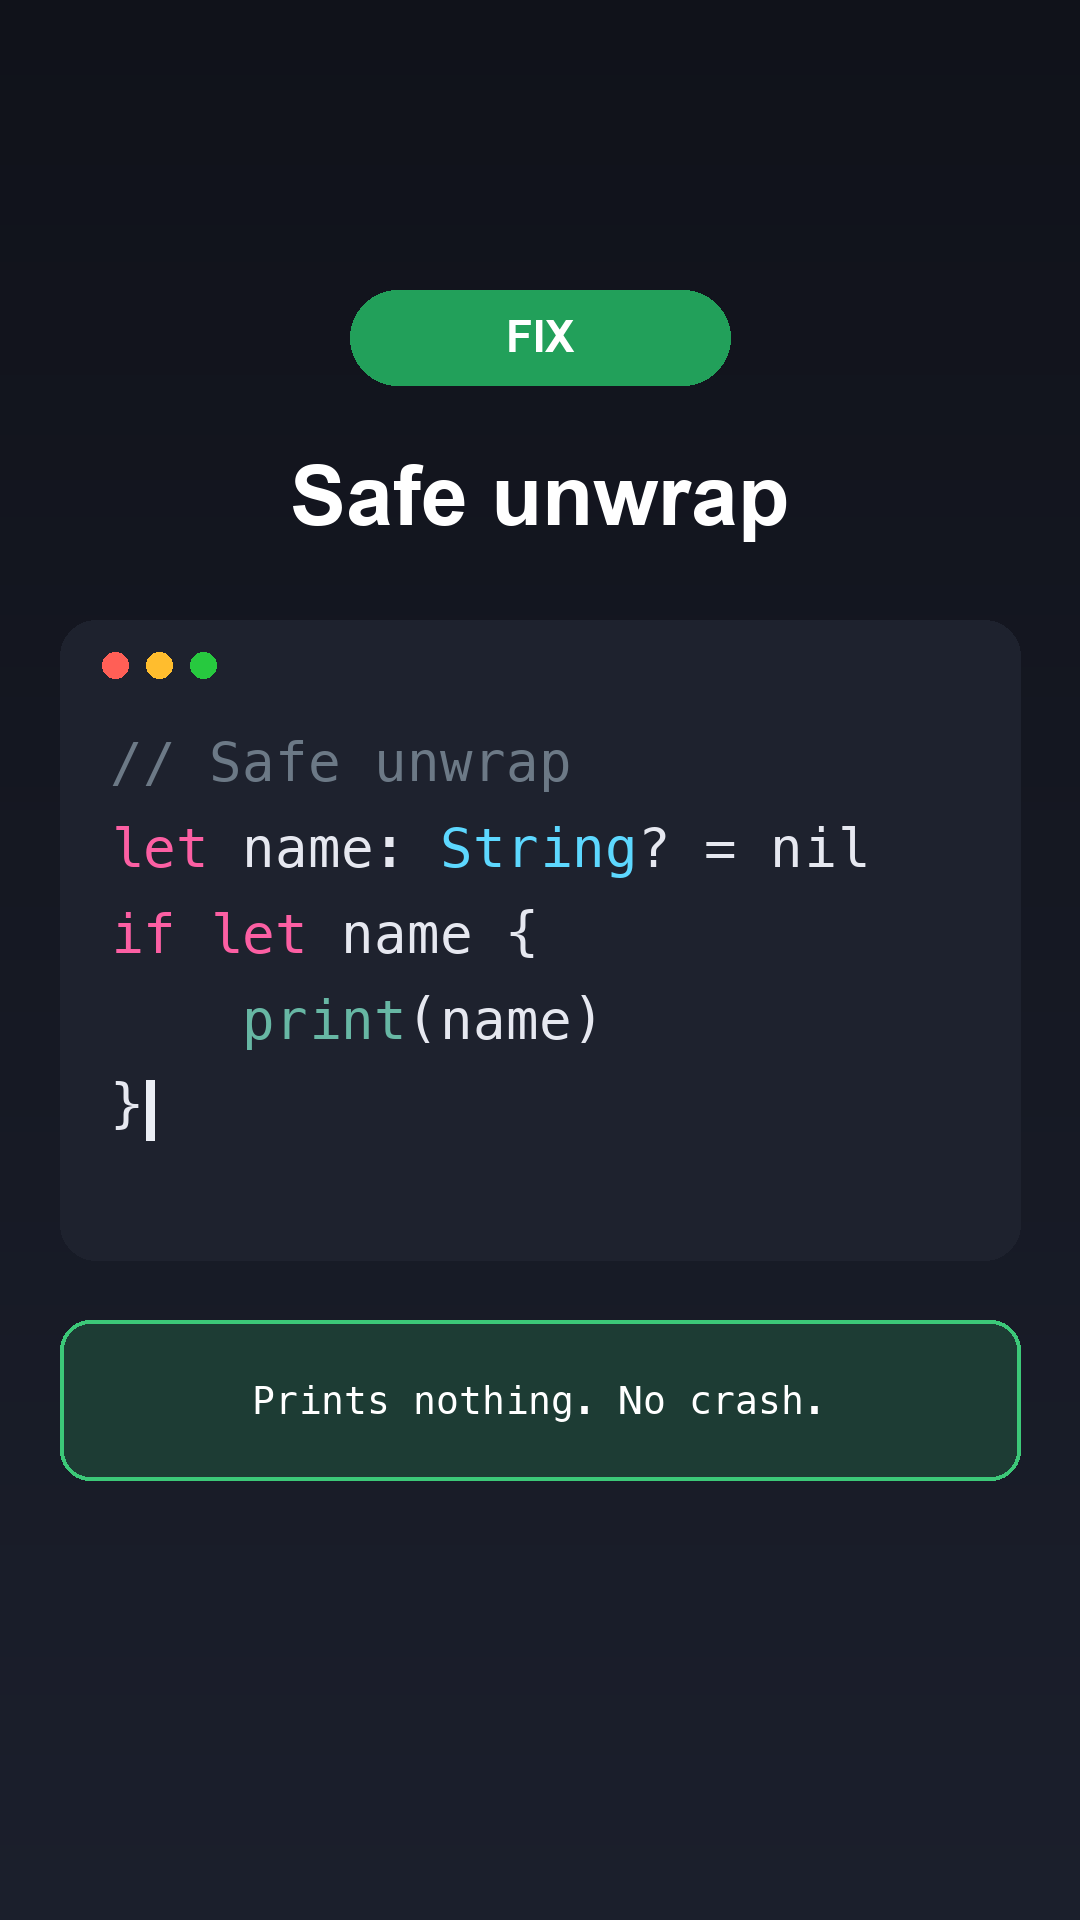 FIX
Safe unwrap
// Safe unwrap
let name: String? = nil
if let name {
    print(name)
}
Prints nothing. No crash.